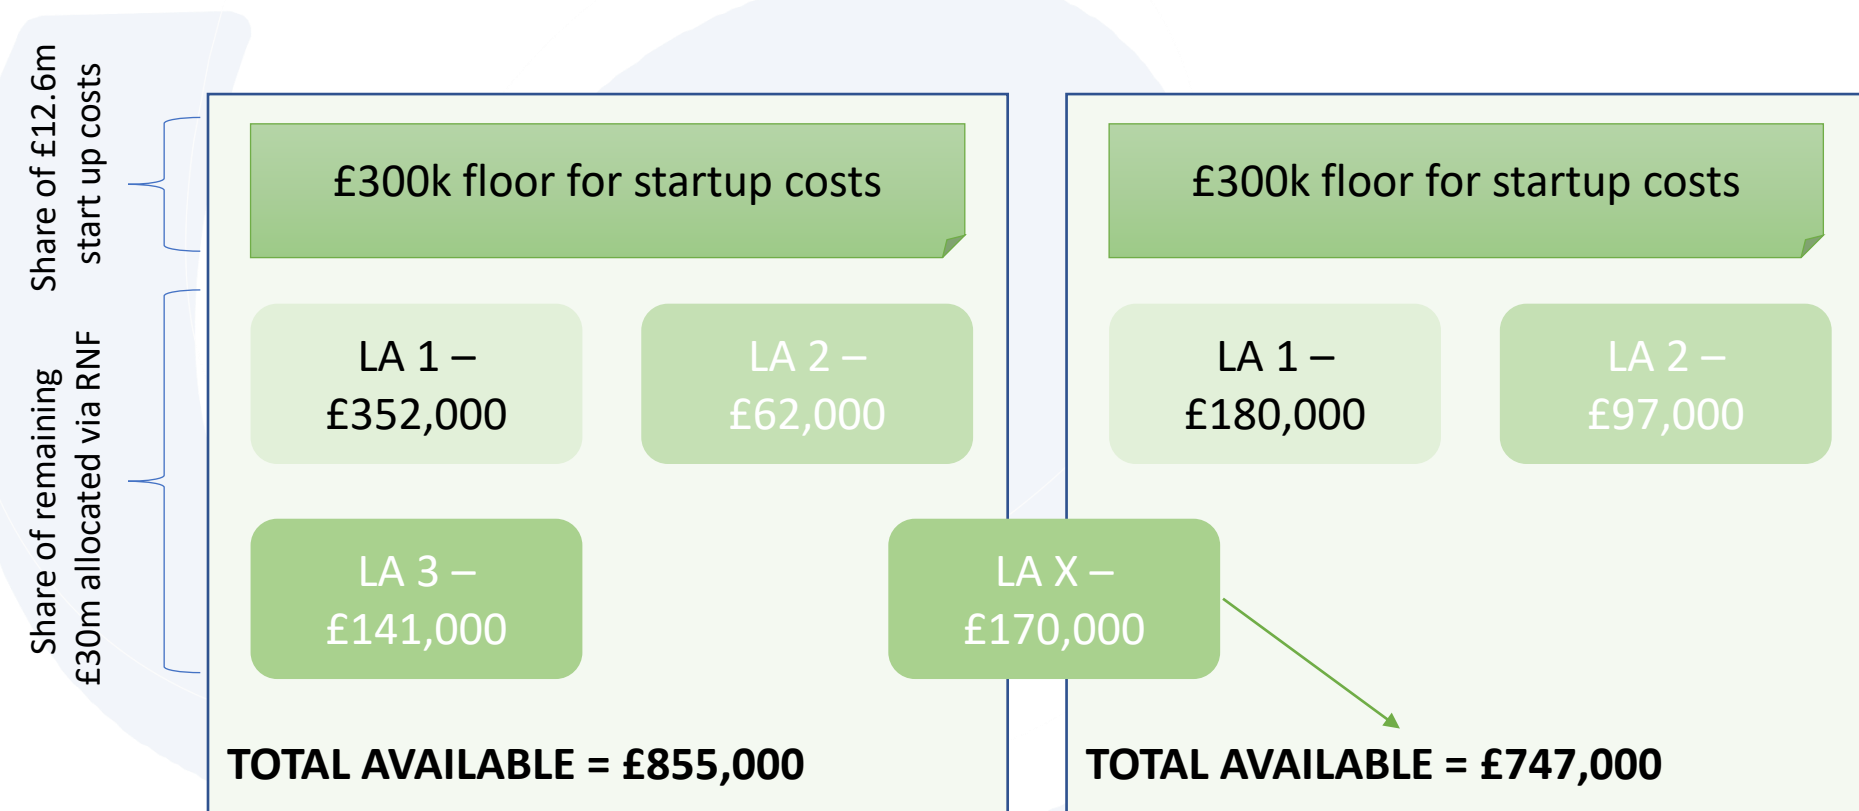 Share of £12.6m
start up costs
Share of remaining
£30m allocated via RNF
£300k floor for startup costs
LA 1 –
£352,000
LA 2 –
£62,000
LA 3 –
£141,000
TOTAL AVAILABLE = £855,000
LA X –
£170,000
£300k floor for startup costs
LA 1 –
£180,000
LA 2 –
£97,000
TOTAL AVAILABLE = £747,000